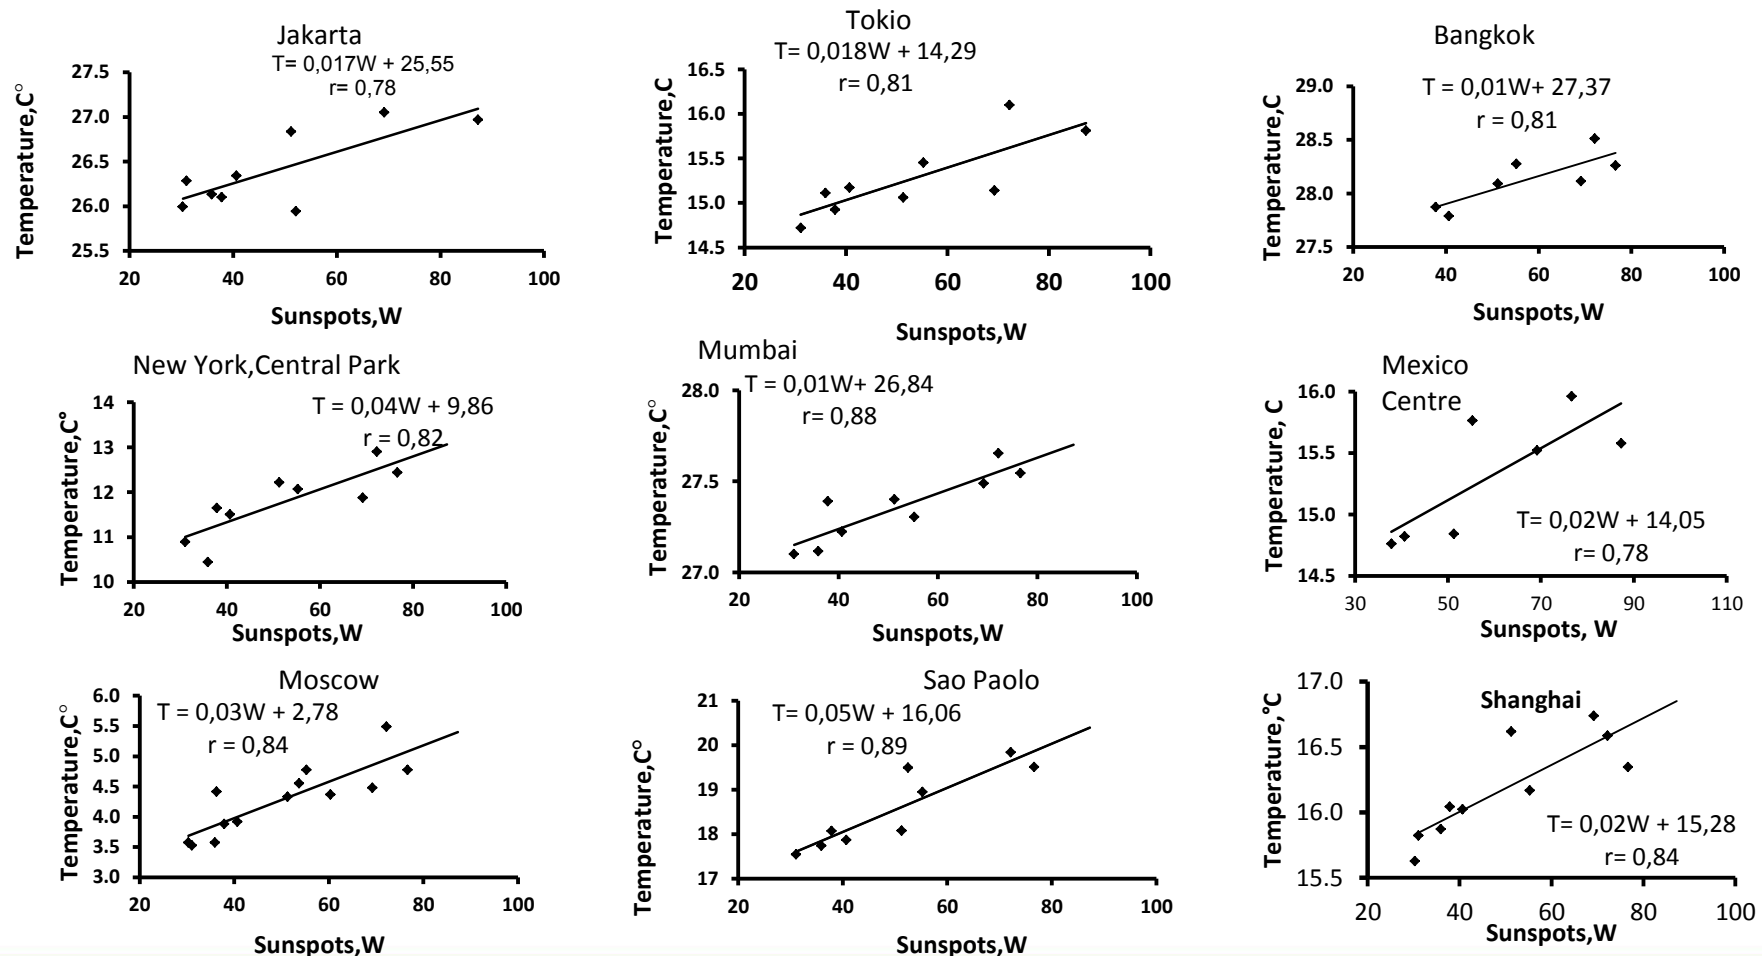 Jakarta
T= 0,017W + 25,55
r= 0,78
Temperature,C°
27.5
27.0
26.5
26.0
25.5
20 40 60 80 100
Sunspots,W
Tokio
T= 0,018W + 14,29
r= 0,81
Temperature,C
16.5
16.0
15.5
15.0
14.5
20 40 60 80 100
Sunspots,W
Bangkok
T = 0,01W+ 27,37
r = 0,81
Temperature,C
29.0
28.5
28.0
27.5
20 40 60 80 100
New York,Central Park
T = 0,04W + 9,86
r = 0,82
Temperature,C°
14
13
12
11
10
20 40 60 80 100
Sunspots,W
Mumbai
T = 0,01W+ 26,84
r= 0,88
Temperature,C°
28.0
27.5
27.0
20 40 60 80 100
Sunspots,W
Mexico
Centre
T= 0,02W + 14,05
r= 0,78
Temperature, C
16.0
15.5
15.0
14.5
30 50 70 90 110
Sunspots, W
Moscow
T = 0,03W + 2,78
r = 0,84
Temperature,C°
6.0
5.5
5.0
4.5
4.0
3.5
3.0
20 40 60 80 100
Sunspots,W
Sao Paolo
T= 0,05W + 16,06
r= 0,89
Temperature,C°
21
20
19
18
17
20 40 60 80 100
Sunspots,W
Shanghai
T= 0,02W + 15,28
r= 0,84
Temperature,°C
17.0
16.5
16.0
15.5
20 40 60 80 100
Sunspots,W